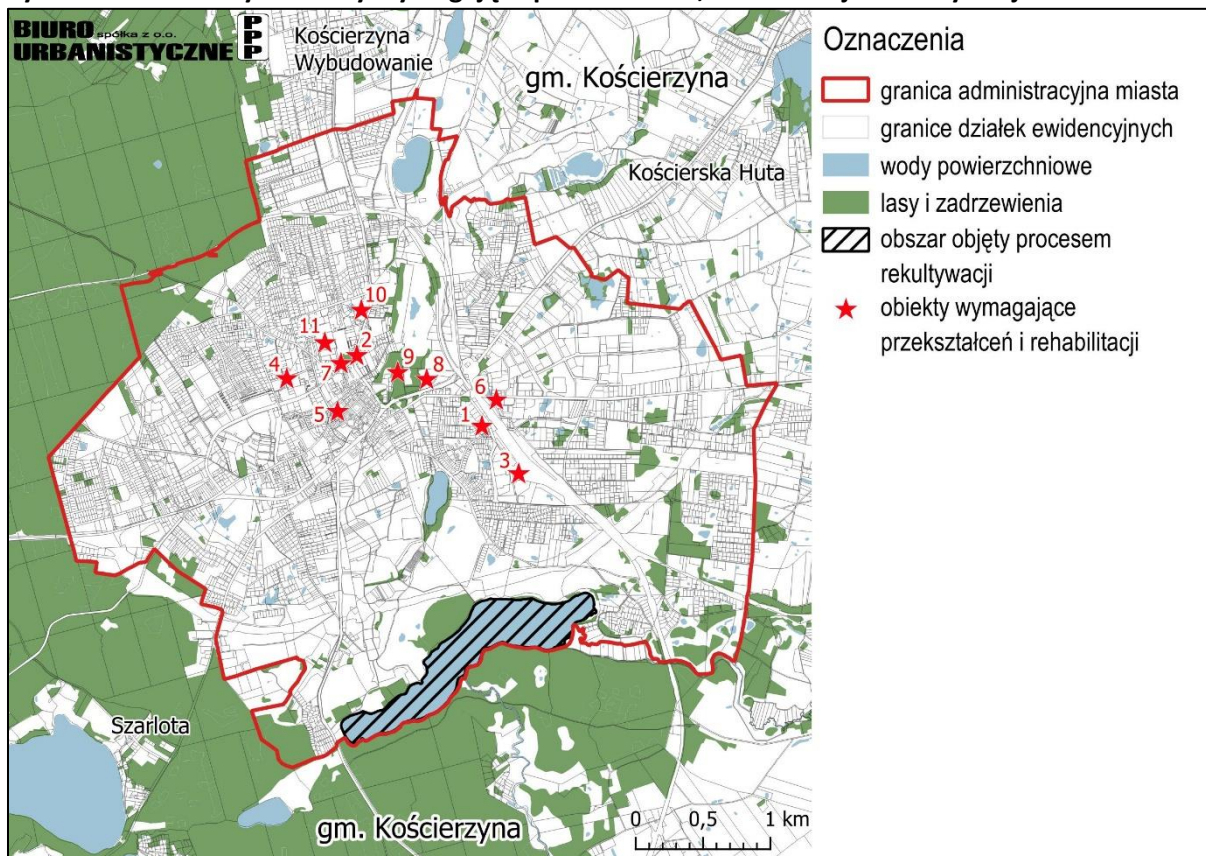 BIURO spółka z o.o.
URBANISTYCZNE
P
P
P
Kościerzyna
Wybudowanie
gm. Kościerzyna
Kościerska Huta
10
11
2
7
4
9
8
5
6
1
3
Szarlota
gm. Kościerzyna
0 0,5 1 km
Oznaczenia
granica administracyjna miasta
granice działek ewidencyjnych
wody powierzchniowe
lasy i zadrzewienia
obszar objęty procesem
rekultywacji
obiekty wymagające
przekształceń i rehabilitacji